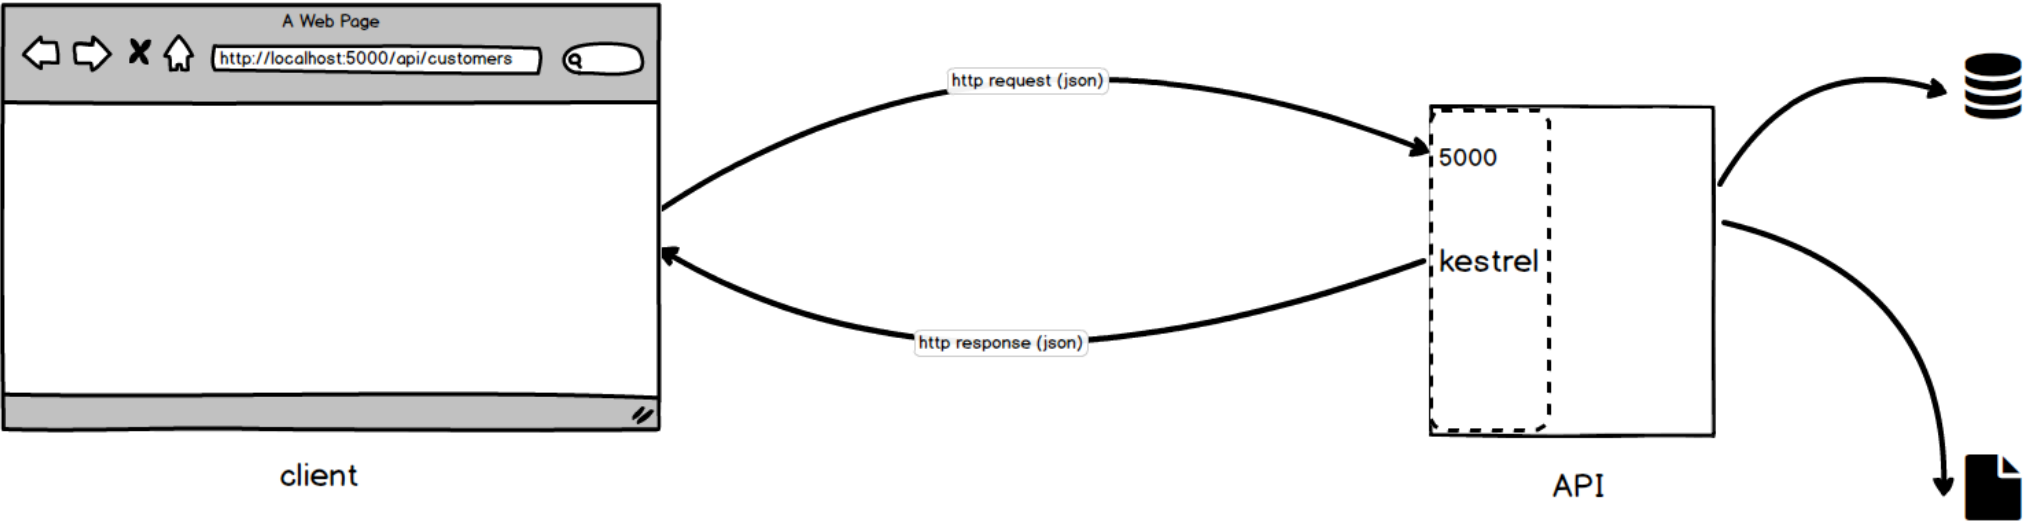 A Web Page
http://localhost:5000/api/customers
http request (json)
5000
kestrel
http response (json)
client
API